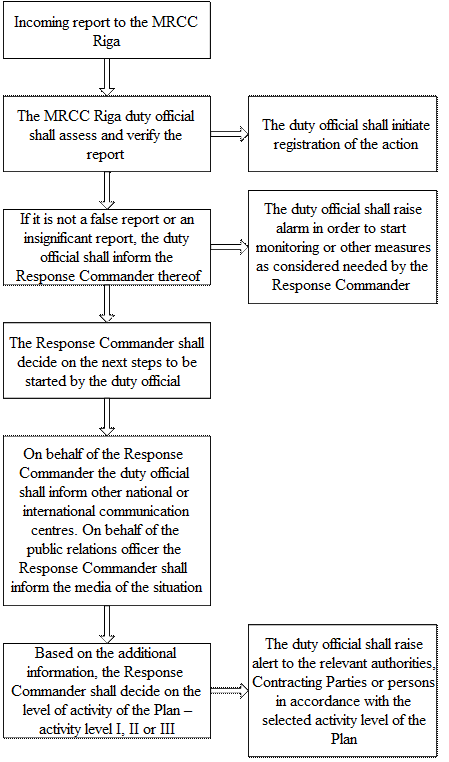 Incoming report to the MRCC
Riga
The MRCC Riga duty official
shall assess and verify the
report
The duty official shall initiate
registration of the action
If it is not a false report or an
insignificant report, the duty
official shall inform the
Response Commander thereof
The duty official shall raise
alarm in order to start
monitoring or other measures
as considered needed by the
Response Commander
The Response Commander shall
decide on the next steps to be
started by the duty official
On behalf of the Response
Commander the duty official
shall inform other national or
international communication
centres. On behalf of the
public relations officer the
Response Commander shall
inform the media of the situation
Based on the additional
information, the Response
Commander shall decide on the
level of activity of the Plan –
activity level I, II or III
The duty official shall raise
alert to the relevant authorities,
Contracting Parties or persons
in accordance with the
selected activity level of the
Plan